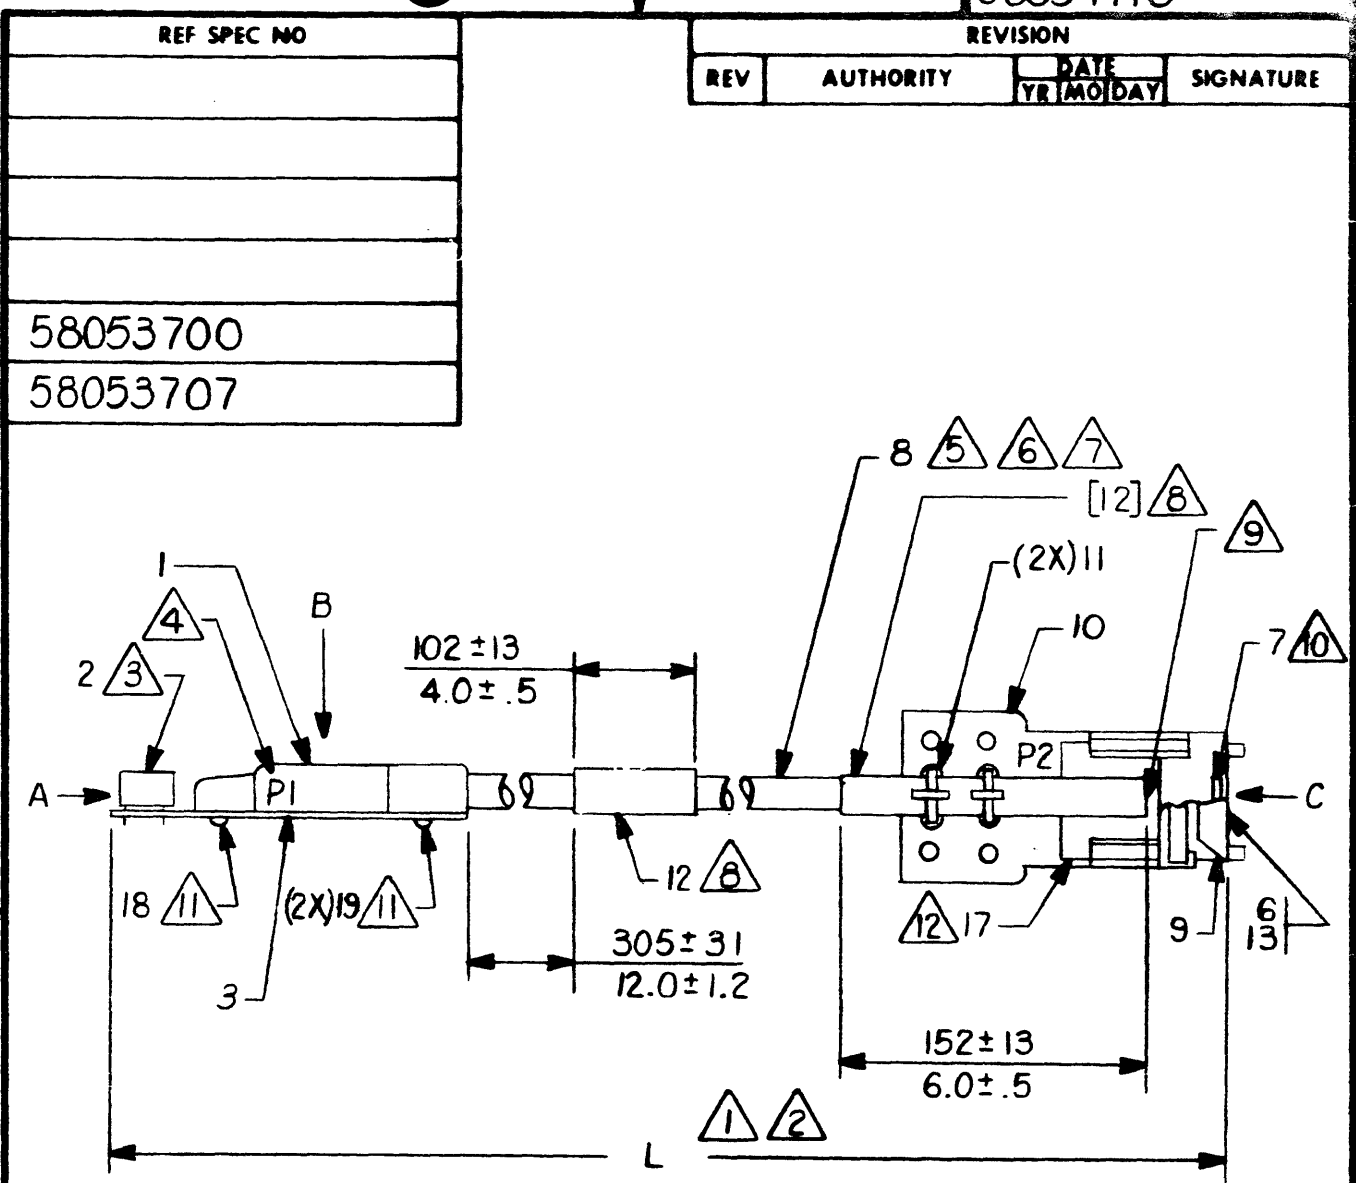 REF SPEC NO
REVISION
REV AUTHORITY DATE SIGNATURE
YR MO DAY
58053700
58053707
8 5 6 7
[12] 8
9
1
(2X) 11
4
B
10
102 ±13
4.0 ± .5
7 10
2 3
P2
A
P1
C
12 8
18 11
(2X) 19 11
12 17
9
6
13
305 ± 31
12.0 ± 1.2
3
152 ± 13
6.0 ± .5
1 2
L